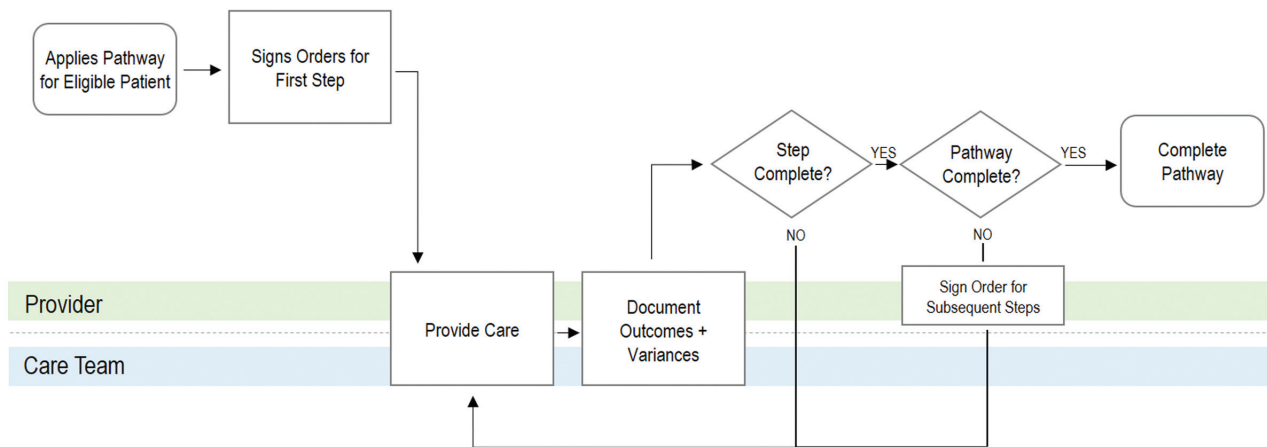 Applies Pathway
for Eligible Patient
Signs Orders for
First Step
Step
Complete?
YES
Pathway
Complete?
YES
Complete
Pathway
NO
NO
Provider
Care Team
Provide Care
Document
Outcomes +
Variances
Sign Order for
Subsequent Steps